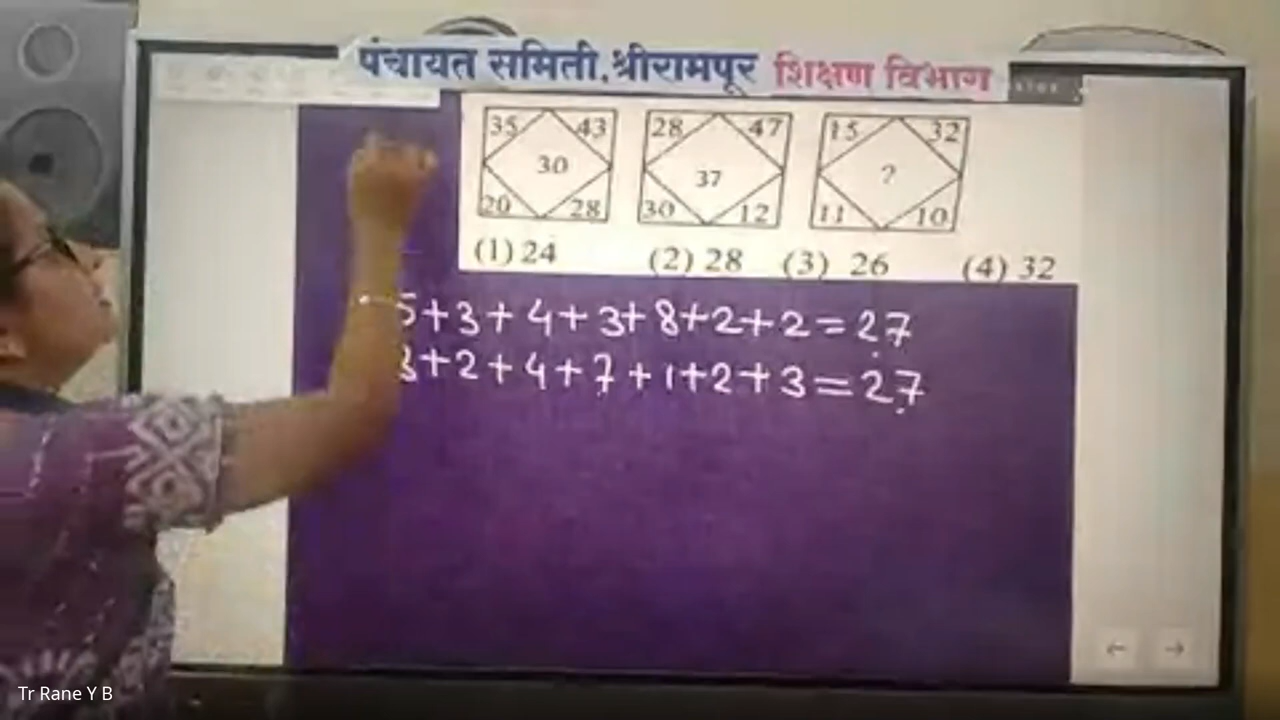 पंचायत समिती.श्रीरामपूर शिक्षण विभाग
35 43 28 47 15 32
30 37 ?
20 28 30 12 11 10
(1) 24 (2) 28 (3) 26 (4) 32
5+3+4+3+8+2+2=27
3+2+4+7+1+2+3=27
Tr Rane Y B